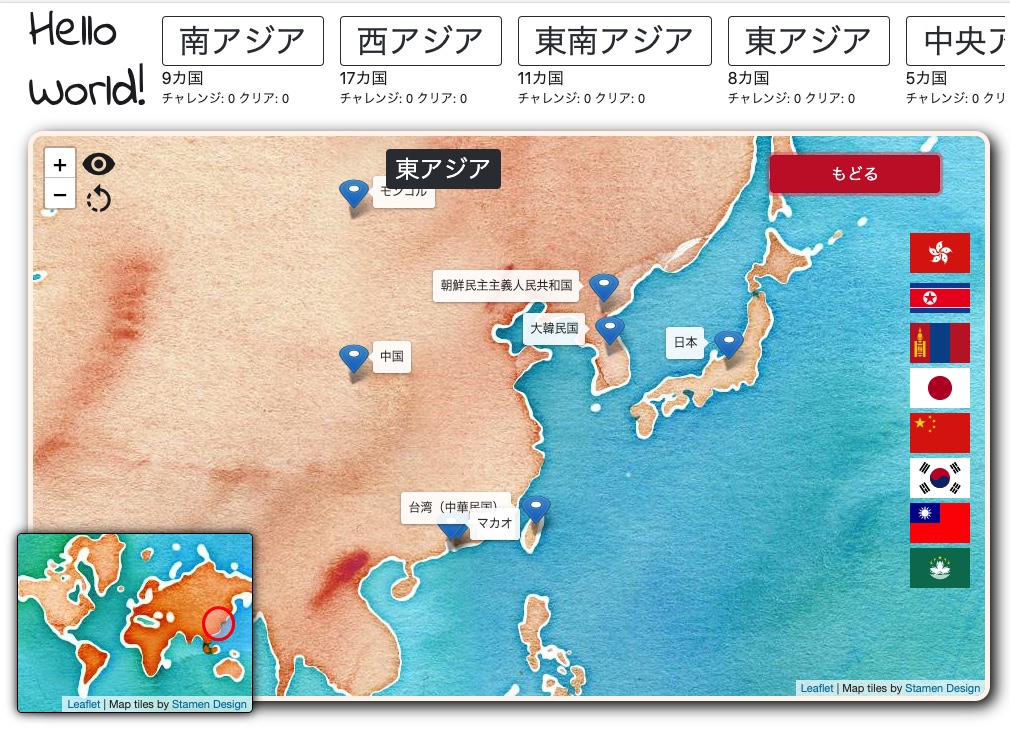 Hello
world!
南アジア
9カ国
チャレンジ: 0 クリア: 0
西アジア
17カ国
チャレンジ: 0 クリア: 0
東南アジア
11カ国
チャレンジ: 0 クリア: 0
東アジア
8カ国
チャレンジ: 0 クリア: 0
中央ア
5カ国
チャレンジ: 0 クリ
+
−
東アジア
もどる
モンゴル
朝鮮民主主義人民共和国
大韓民国
日本
中国
台湾（中華民国）
マカオ
Leaflet | Map tiles by Stamen Design
Leaflet | Map tiles by Stamen Design